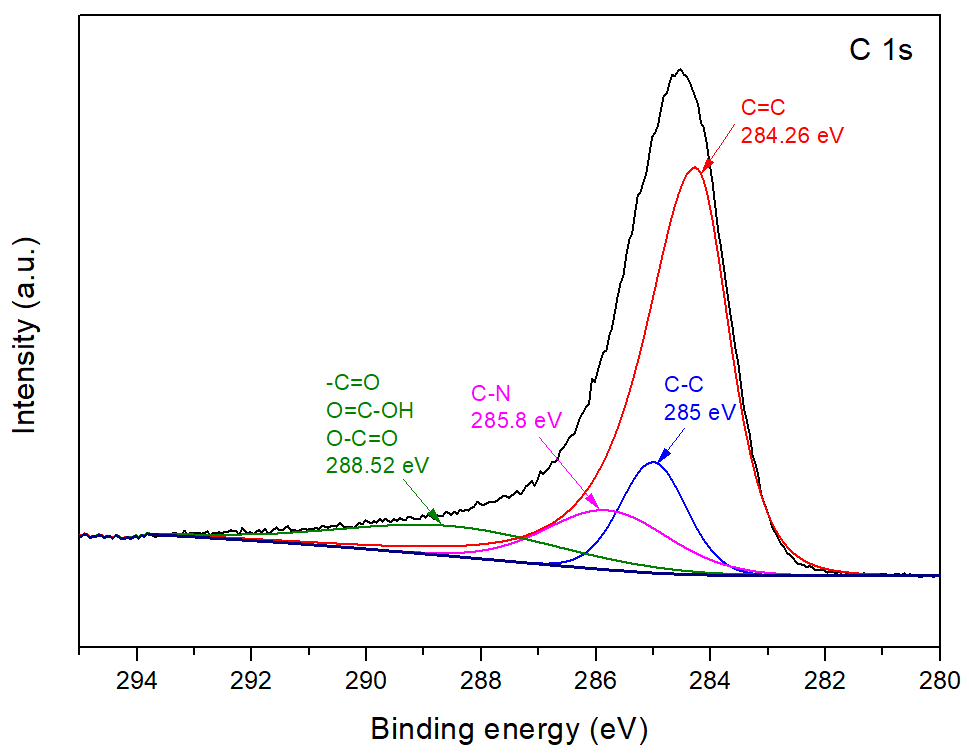 C 1s
C=C
284.26 eV
C-C
285 eV
C-N
285.8 eV
-C=O
O=C-OH
O-C=O
288.52 eV
Intensity (a.u.)
294 292 290 288 286 284 282 280
Binding energy (eV)